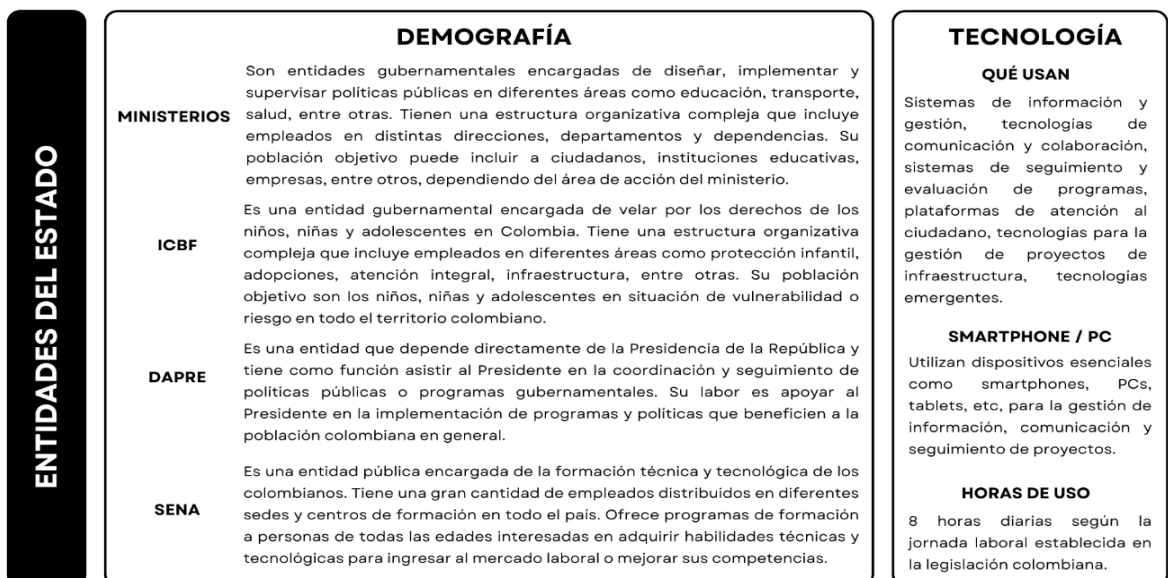 ENTIDADES DEL ESTADO
DEMOGRAFÍA
MINISTERIOS
Son entidades gubernamentales encargadas de diseñar, implementar y
supervisar políticas públicas en diferentes áreas como educación, transporte,
salud, entre otras. Tienen una estructura organizativa compleja que incluye
empleados en distintas direcciones, departamentos y dependencias. Su
población objetivo puede incluir a ciudadanos, instituciones educativas,
empresas, entre otros, dependiendo del área de acción del ministerio.
ICBF
Es una entidad gubernamental encargada de velar por los derechos de los
niños, niñas y adolescentes en Colombia. Tiene una estructura organizativa
compleja que incluye empleados en diferentes áreas como protección infantil,
adopciones, atención integral, infraestructura, entre otras. Su población
objetivo son los niños, niñas y adolescentes en situación de vulnerabilidad o
riesgo en todo el territorio colombiano.
DAPRE
Es una entidad que depende directamente de la Presidencia de la República y
tiene como función asistir al Presidente en la coordinación y seguimiento de
políticas públicas o programas gubernamentales. Su labor es apoyar al
Presidente en la implementación de programas y políticas que beneficien a la
población colombiana en general.
SENA
Es una entidad pública encargada de la formación técnica y tecnológica de los
colombianos. Tiene una gran cantidad de empleados distribuidos en diferentes
sedes y centros de formación en todo el país. Ofrece programas de formación
a personas de todas las edades interesadas en adquirir habilidades técnicas y
tecnológicas para ingresar al mercado laboral o mejorar sus competencias.
TECNOLOGÍA
QUÉ USAN
Sistemas de información y
gestión, tecnologías de
comunicación y colaboración,
sistemas de seguimiento y
evaluación de programas,
plataformas de atención al
ciudadano, tecnologías para la
gestión de proyectos de
infraestructura, tecnologías
emergentes.
SMARTPHONE / PC
Utilizan dispositivos esenciales
como smartphones, PCs,
tablets, etc, para la gestión de
información, comunicación y
seguimiento de proyectos.
HORAS DE USO
8 horas diarias según la
jornada laboral establecida en
la legislación colombiana.